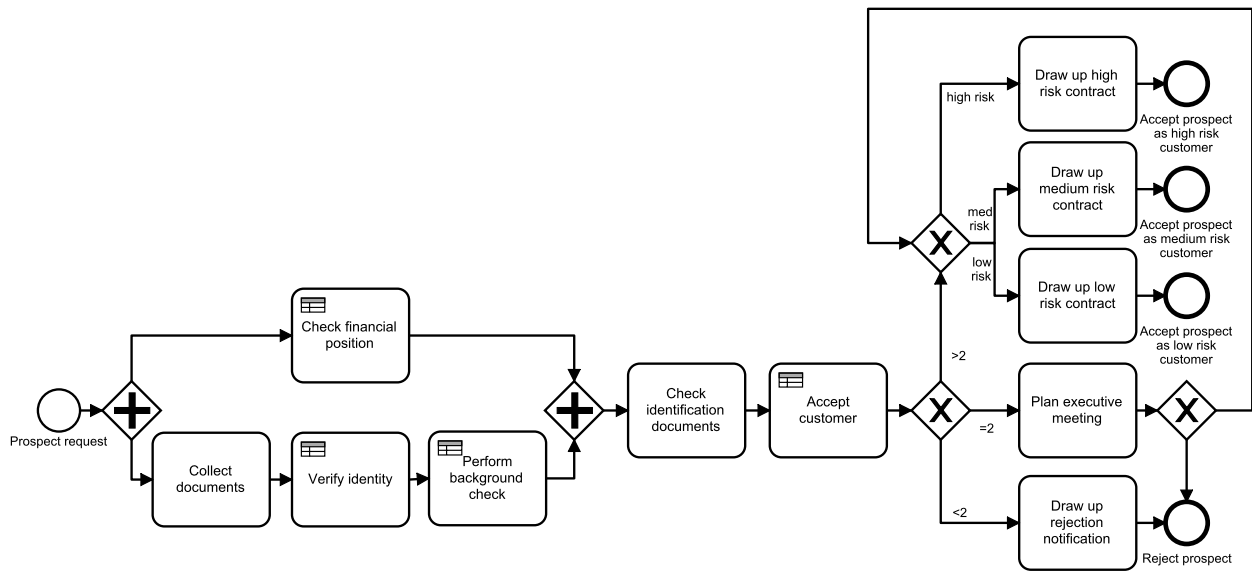 Prospect request
Check financial
position
Collect
documents
Verify identity
Perform
background
check
Check
identification
documents
Accept
customer
>2
=2
<2
high risk
med
risk
low
risk
Draw up high
risk contract
Accept prospect
as high risk
customer
Draw up
medium risk
contract
Accept prospect
as medium risk
customer
Draw up low
risk contract
Accept prospect
as low risk
customer
Plan executive
meeting
Draw up
rejection
notification
Reject prospect